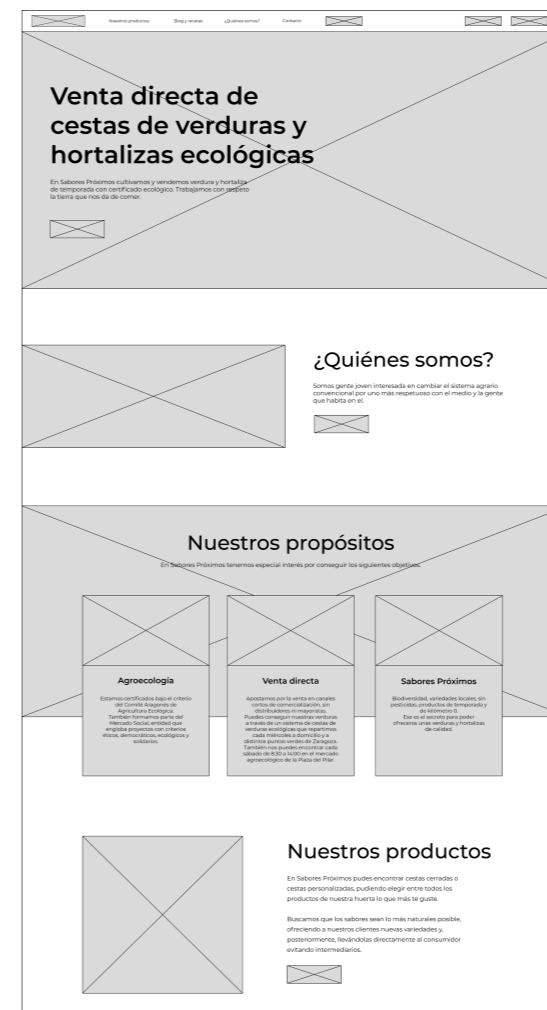 Nuestros productos
Blog y recetas
¿Quiénes somos?
Contacto
Venta directa de
cestas de verduras y
hortalizas ecológicas
En Sabores Próximos cultivamos y vendemos verdura y hortaliza
de temporada con certificado ecológico. Trabajamos con respeto
la tierra que nos da de comer.
¿Quiénes somos?
Somos gente joven interesada en cambiar el sistema agrario
convencional por uno más respetuoso con el medio y la gente
que habita en el.
Nuestros propósitos
En Sabores Próximos tenemos especial interés por conseguir los siguientes objetivos:
Agroecología
Estamos certificados bajo el criterio
del Comité Aragonés de
Agricultura Ecológica.
También formamos parte del
Mercado Social, entidad que
engloba proyectos con criterios
éticos, democráticos, ecológicos y
solidarios.
Venta directa
Apostamos por la venta en canales
cortos de comercialización, sin
distribuidores ni mayoristas.
Puedes conseguir nuestras verduras
a través de un sistema de cestas de
verduras ecológicas que repartimos
cada miércoles a domicilio y a
distintos puntos verdes de Zaragoza.
También nos puedes encontrar cada
sábado de 8:30 a 14:00 en el mercado
agroecológico de la Plaza del Pilar.
Sabores Próximos
Biodiversidad, variedades locales, sin
pesticidas, productos de temporada y
de kilómetro 0.
Ese es el secreto para poder
ofreceros unas verduras y hortalizas
de calidad.
Nuestros productos
En Sabores Próximos pudes encontrar cestas cerradas o
cestas personalizadas, pudiendo elegir entre todos los
productos de nuestra huerta lo que más te guste.
Buscamos que los sabores sean lo más naturales posible,
ofreciendo a nuestros clientes nuevas variedades y,
posteriormente, llevándolas directamente al consumidor
evitando intermediarios.